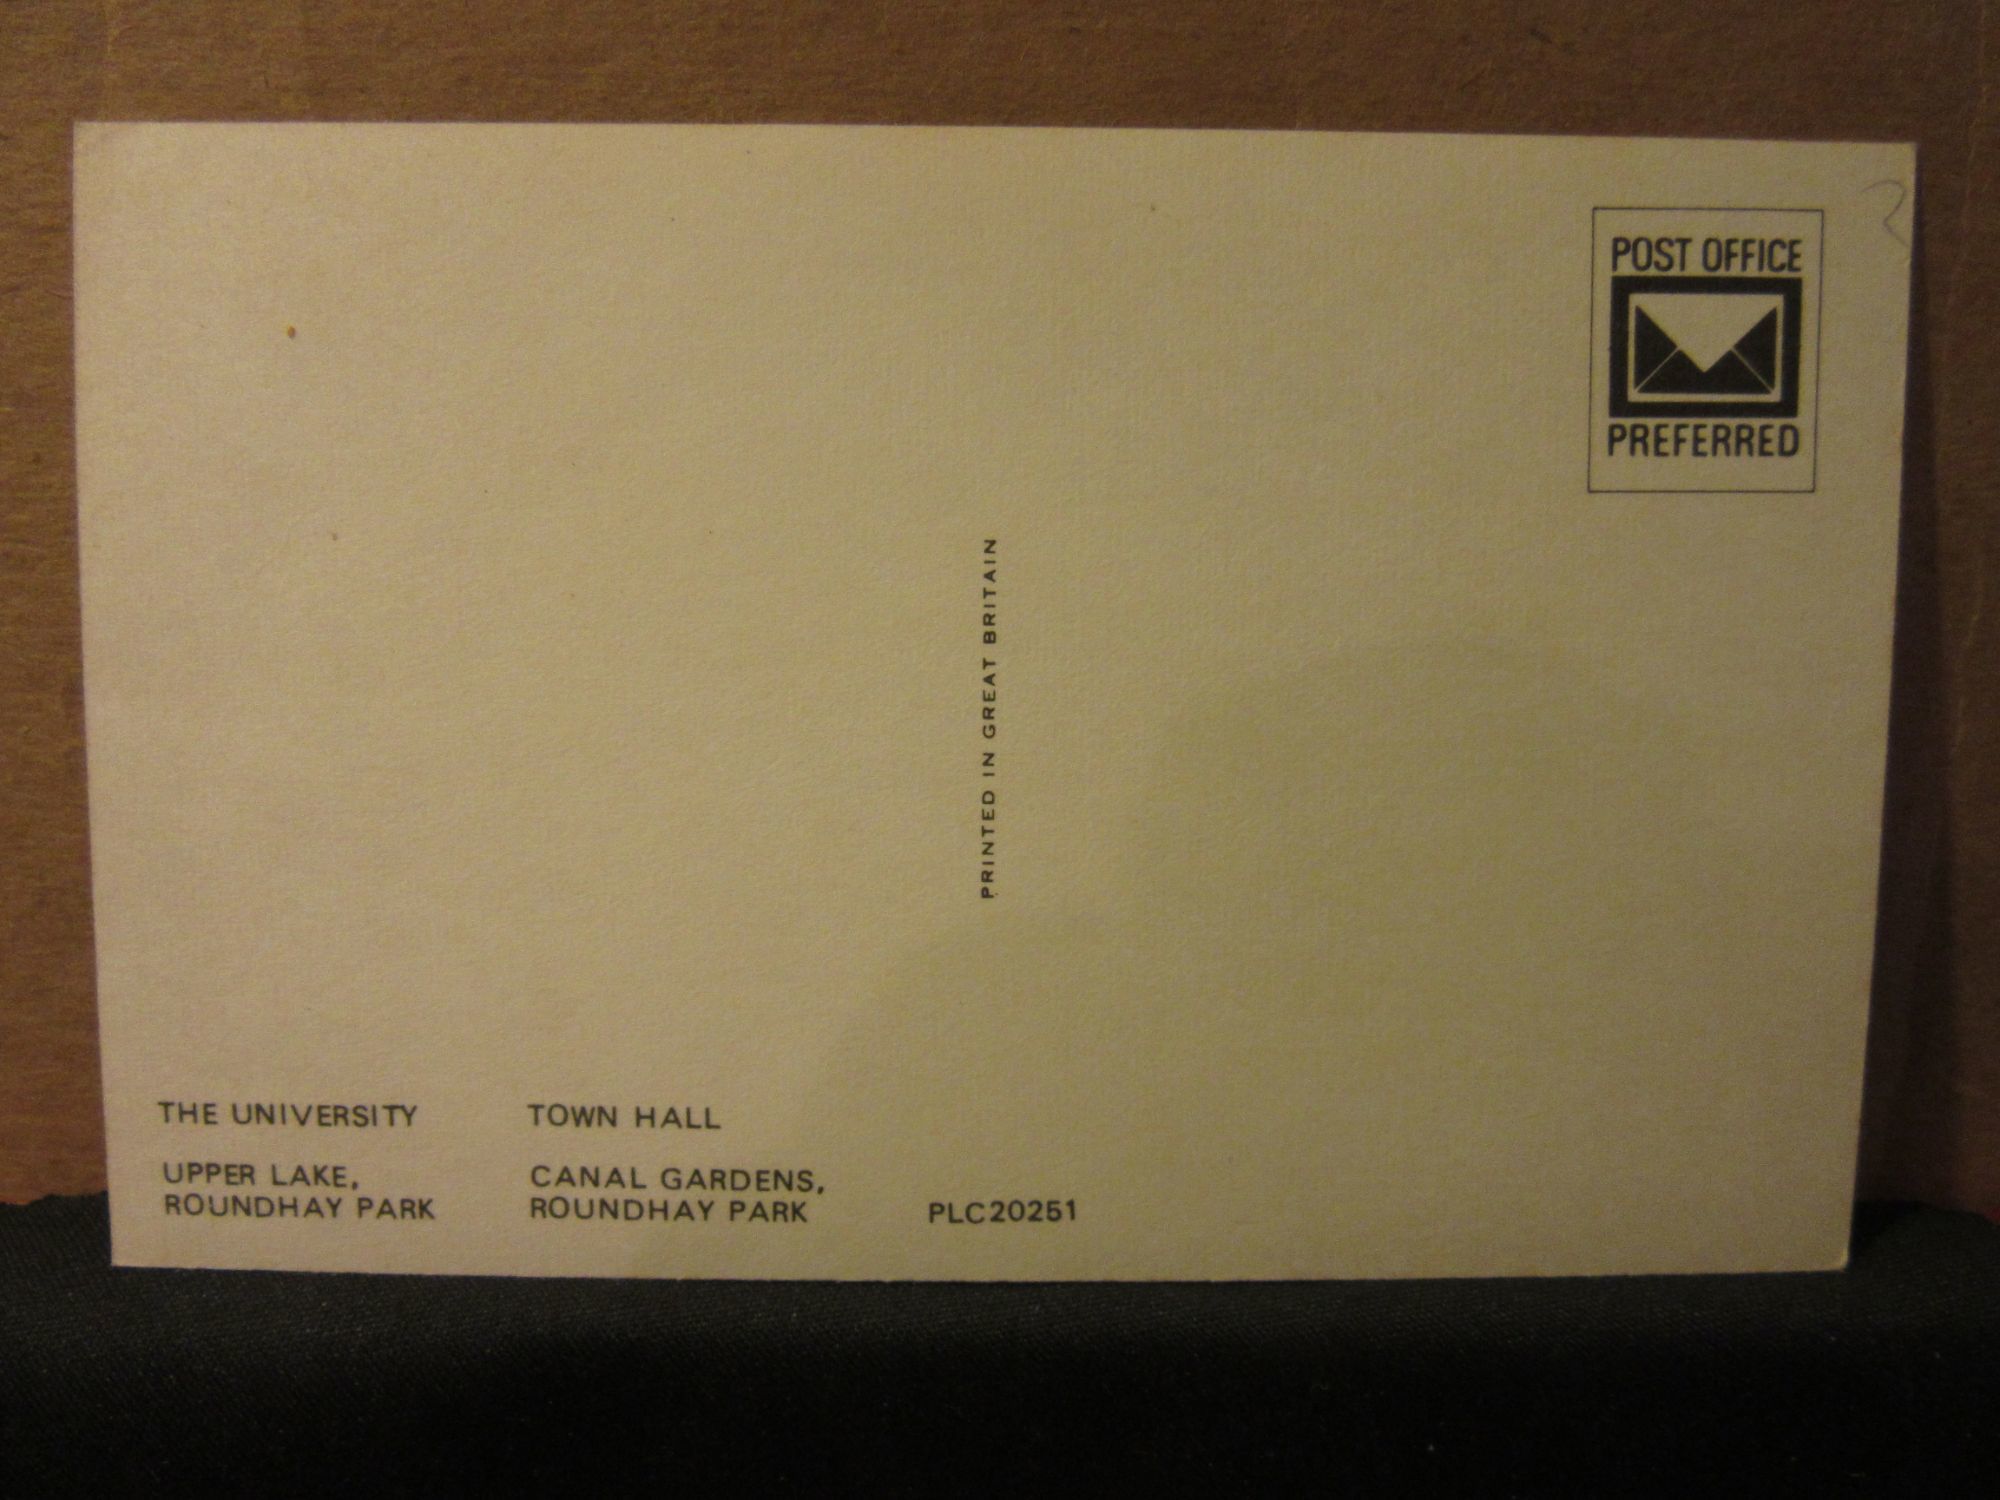 POST OFFICE
PREFERRED
PRINTED IN GREAT BRITAIN
THE UNIVERSITY
TOWN HALL
UPPER LAKE,
ROUNDHAY PARK
CANAL GARDENS,
ROUNDHAY PARK
PLC20251